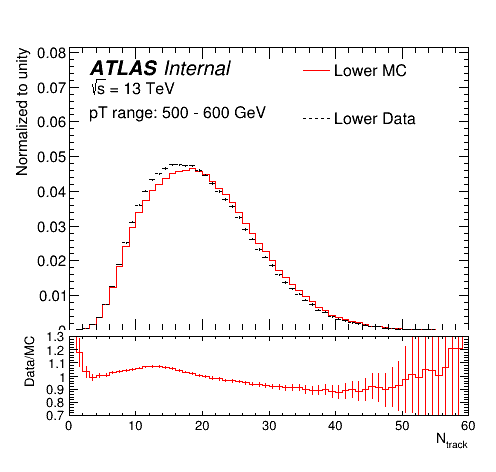 ATLAS Internal
√s = 13 TeV
pT range: 500 - 600 GeV
Lower MC
Lower Data
Normalized to unity
0.08
0.07
0.06
0.05
0.04
0.03
0.02
0.01
0
Data/MC
1.3
1.2
1.1
1
0.9
0.8
0.7
0 10 20 30 40 50 60
N_track